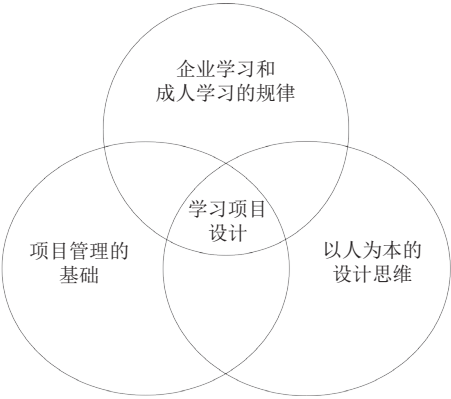 企业学习和
成人学习的规律
学习项目
设计
项目管理的
基础
以人为本的
设计思维